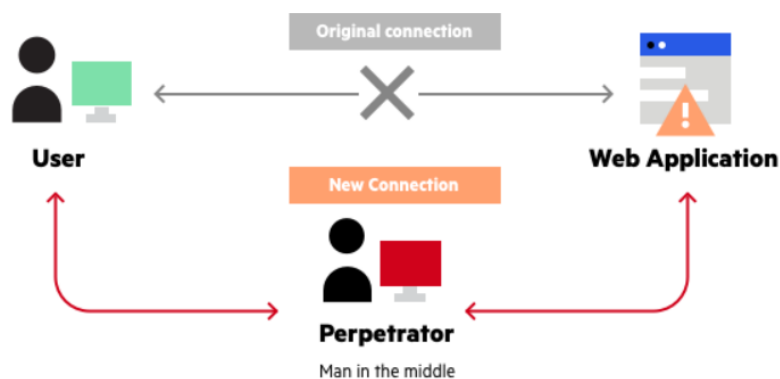 Original connection
User
Web Application
New Connection
Perpetrator
Man in the middle